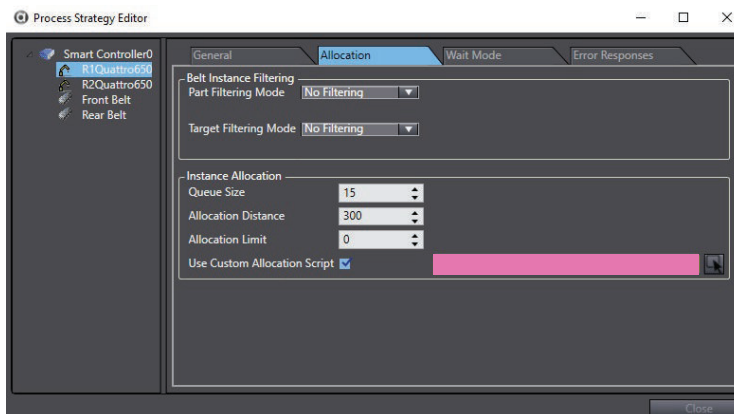 Process Strategy Editor
Smart Controller0
R1Quattro650
R2Quattro650
Front Belt
Rear Belt
General Allocation Wait Mode Error Responses
Belt Instance Filtering
Part Filtering Mode No Filtering
Target Filtering Mode No Filtering
Instance Allocation
Queue Size 15
Allocation Distance 300
Allocation Limit 0
Use Custom Allocation Script
Close